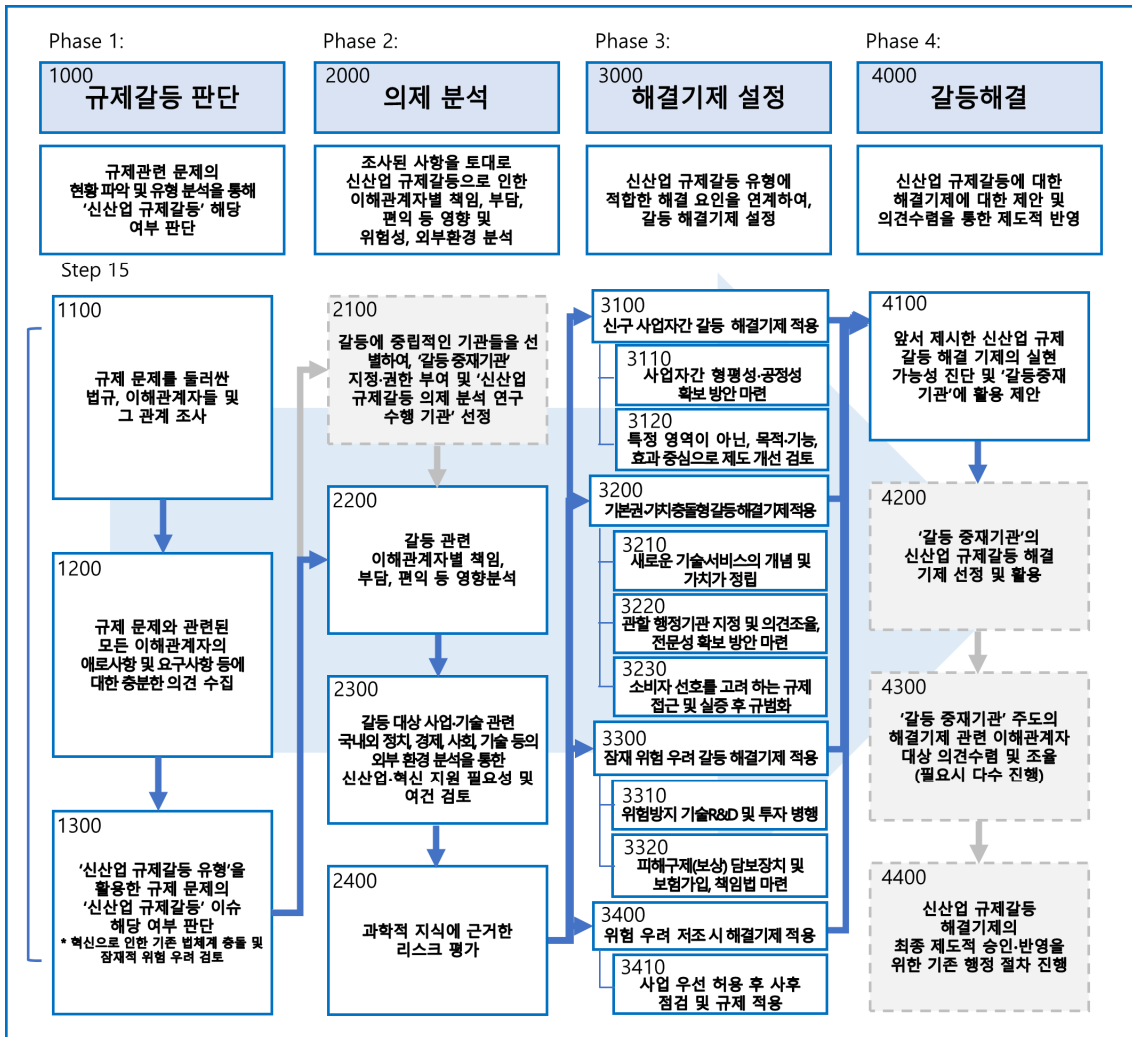 Phase 1:
1000
규제갈등 판단
규제관련 문제의
현황 파악 및 유형 분석을 통해
‘신산업 규제갈등‘ 해당
여부 판단
Phase 2:
2000
의제 분석
조사된 사항을 토대로
신산업 규제갈등으로 인한
이해관계자별 책임, 부담,
편익 등 영향 및
위험성, 외부환경 분석
Phase 3:
3000
해결기제 설정
신산업 규제갈등 유형에
적합한 해결 요인을 연계하여,
갈등 해결기제 설정
Phase 4:
4000
갈등해결
신산업 규제갈등에 대한
해결기제에 대한 제안 및
의견수렴을 통한 제도적 반영
Step 15
1100
규제 문제를 둘러싼
법규, 이해관계자들 및
그 관계 조사
1200
규제 문제와 관련된
모든 이해관계자의
애로사항 및 요구사항 등에
대한 충분한 의견 수집
1300
‘신산업 규제갈등 유형’을
활용한 규제 문제의
‘신산업 규제갈등‘ 이슈
해당 여부 판단
* 혁신으로 인한 기존 법체계 충돌 및
잠재적 위험 우려 검토
2100
갈등에 중립적인 기관들을 선
별하여, ‘갈등 중재기관’
지정·권한 부여 및 ‘신산업
규제갈등 의제 분석 연구
수행 기관’ 선정
2200
갈등 관련
이해관계자별 책임,
부담, 편익 등 영향분석
2300
갈등 대상 사업·기술 관련
국내외 정치, 경제, 사회, 기술 등의
외부 환경 분석을 통한
신산업·혁신 지원 필요성 및
여건 검토
2400
과학적 지식에 근거한
리스크 평가
3100
신·구 사업자간 갈등 해결기제 적용
3110
사업자간 형평성·공정성
확보 방안 마련
3120
특정 영역이 아닌, 목적·기능,
효과 중심으로 제도 개선 검토
3200
기본권·가치충돌형 갈등 해결기제 적용
3210
새로운 기술·서비스의 개념 및
가치가 정립
3220
관할 행정기관 지정 및 의견조율,
전문성 확보 방안 마련
3230
소비자 선호를 고려 하는 규제
접근 및 실증 후 규범화
3300
잠재 위험 우려 갈등 해결기제 적용
3310
위험방지 기술R&D 및 투자 병행
3320
피해구제(보상) 담보장치 및
보험가입, 책임법 마련
3400
위험 우려 저조 시 해결기제 적용
3410
사업 우선 허용 후 사후
점검 및 규제 적용
4100
앞서 제시한 신산업 규제
갈등 해결 기제의 실현
가능성 진단 및 ‘갈등중재
기관’에 활용 제안
4200
‘갈등 중재기관’의
신산업 규제갈등 해결
기제 선정 및 활용
4300
‘갈등 중재기관’ 주도의
해결기제 관련 이해관계자
대상 의견수렴 및 조율
(필요시 다수 진행)
4400
신산업 규제갈등
해결기제의
최종 제도적 승인·반영을
위한 기존 행정 절차 진행